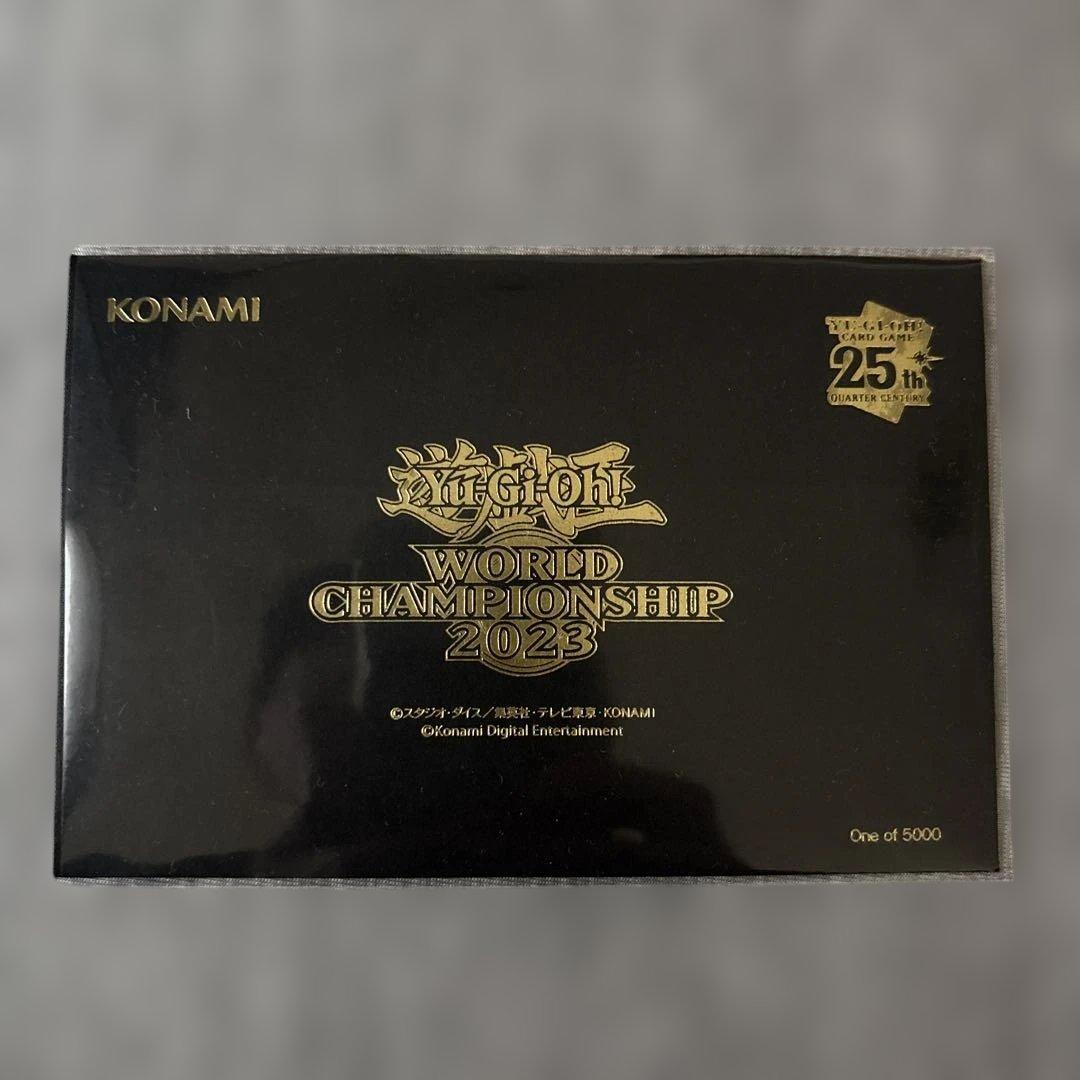 KONAMI
YU-GI-OH!
CARD GAME
25th
QUARTER CENTURY
遊戯王
Yu-Gi-Oh!
WORLD
CHAMPIONSHIP
2023
©スタジオ・ダイス／集英社・テレビ東京・KONAMI
©Konami Digital Entertainment
One of 5000